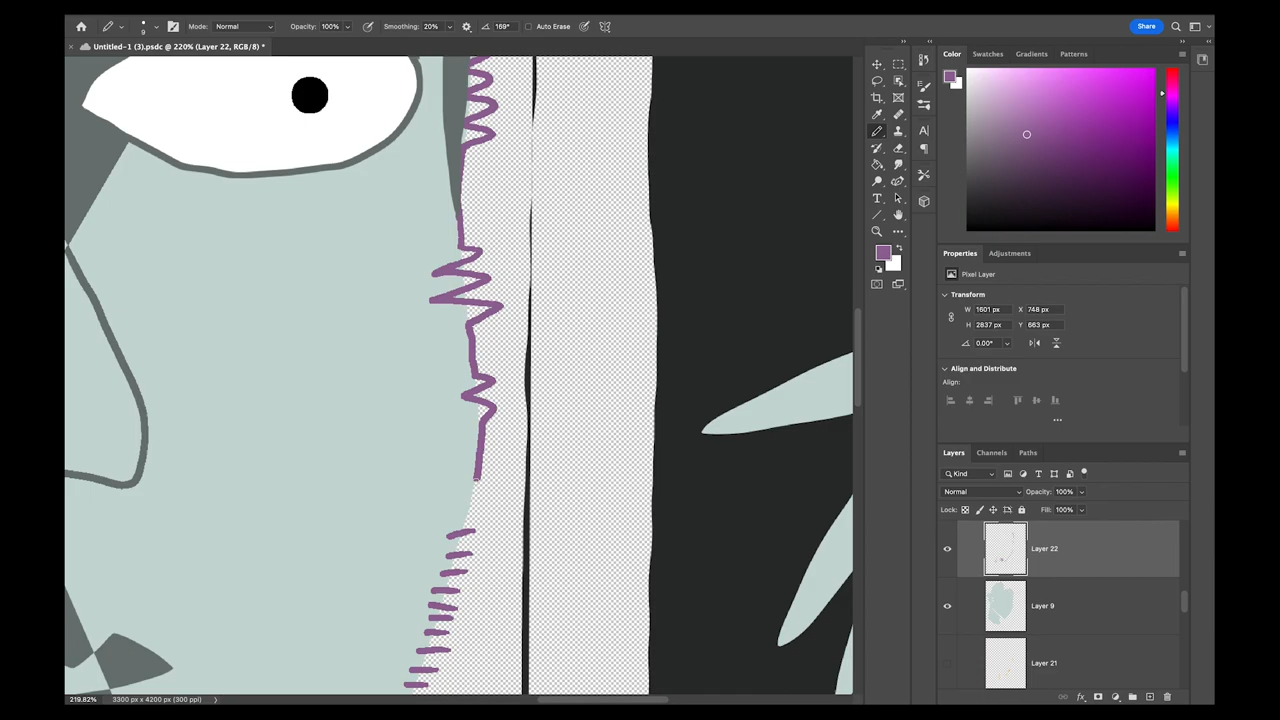 9 Mode: Normal Opacity: 100% Smoothing: 20% 169° Auto Erase Share
× Untitled-1 (3).psdc @ 220% (Layer 22, RGB/8) *
Color Swatches Gradients Patterns
Properties Adjustments
Pixel Layer
Transform
W 1601 px X 748 px
H 2837 px Y 663 px
0.00°
Align and Distribute
Align:
Layers Channels Paths
Kind
Normal Opacity: 100%
Lock: Fill: 100%
Layer 22
Layer 9
Layer 21
219.82% 3300 px x 4200 px (300 ppi)